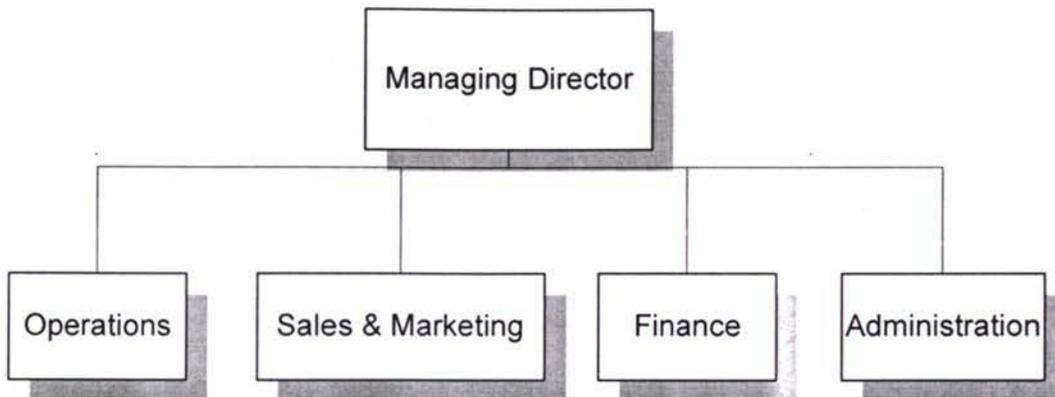 Managing Director
Operations
Sales & Marketing
Finance
Administration